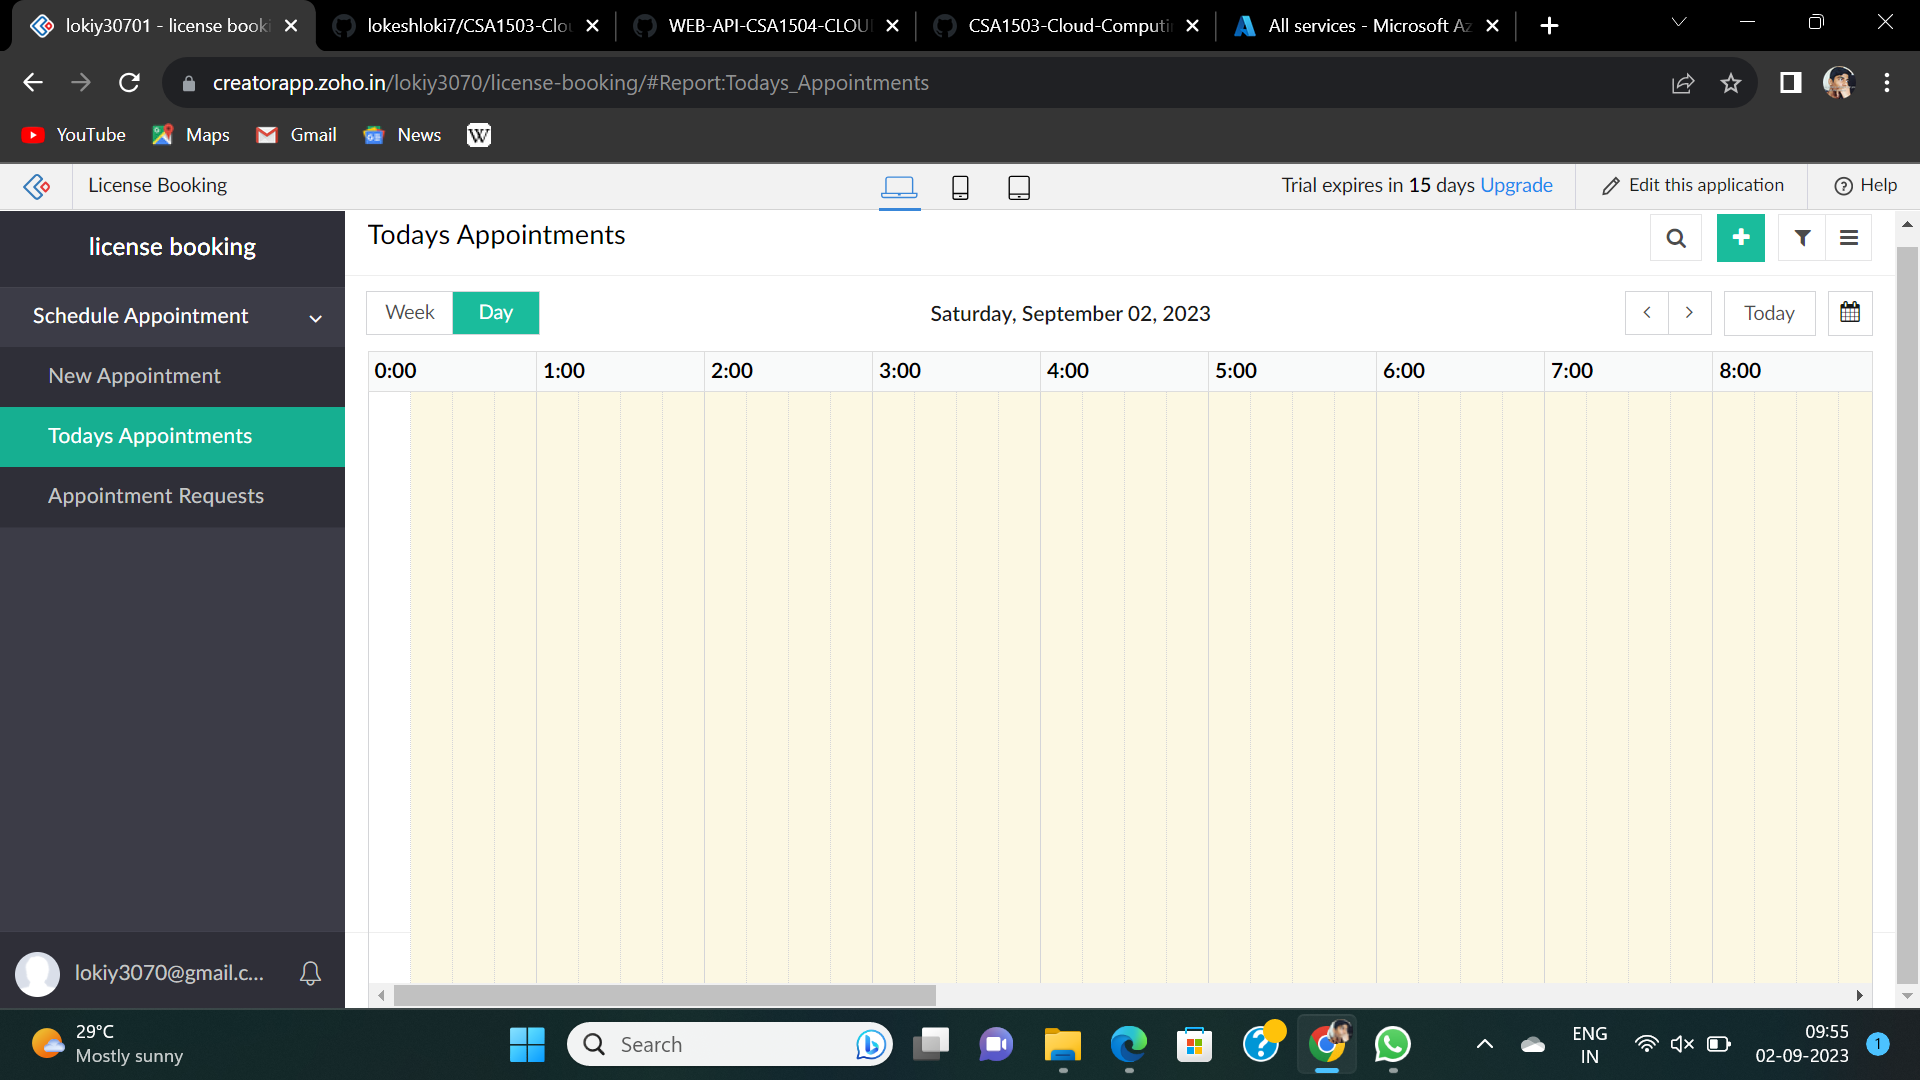 lokiy30701 - license booki
lokeshloki7/CSA1503-Clou
WEB-API-CSA1504-CLOUD
CSA1503-Cloud-Computin
All services - Microsoft Az
creatorapp.zoho.in/lokiy3070/license-booking/#Report:Todays_Appointments
YouTube
Maps
Gmail
News
W
License Booking
Trial expires in 15 days Upgrade
Edit this application
Help
license booking
Schedule Appointment
New Appointment
Todays Appointments
Appointment Requests
lokiy3070@gmail.c...
Todays Appointments
Week
Day
Saturday, September 02, 2023
Today
0:00 1:00 2:00 3:00 4:00 5:00 6:00 7:00 8:00
29°C
Mostly sunny
Search
ENG
IN
09:55
02-09-2023
1